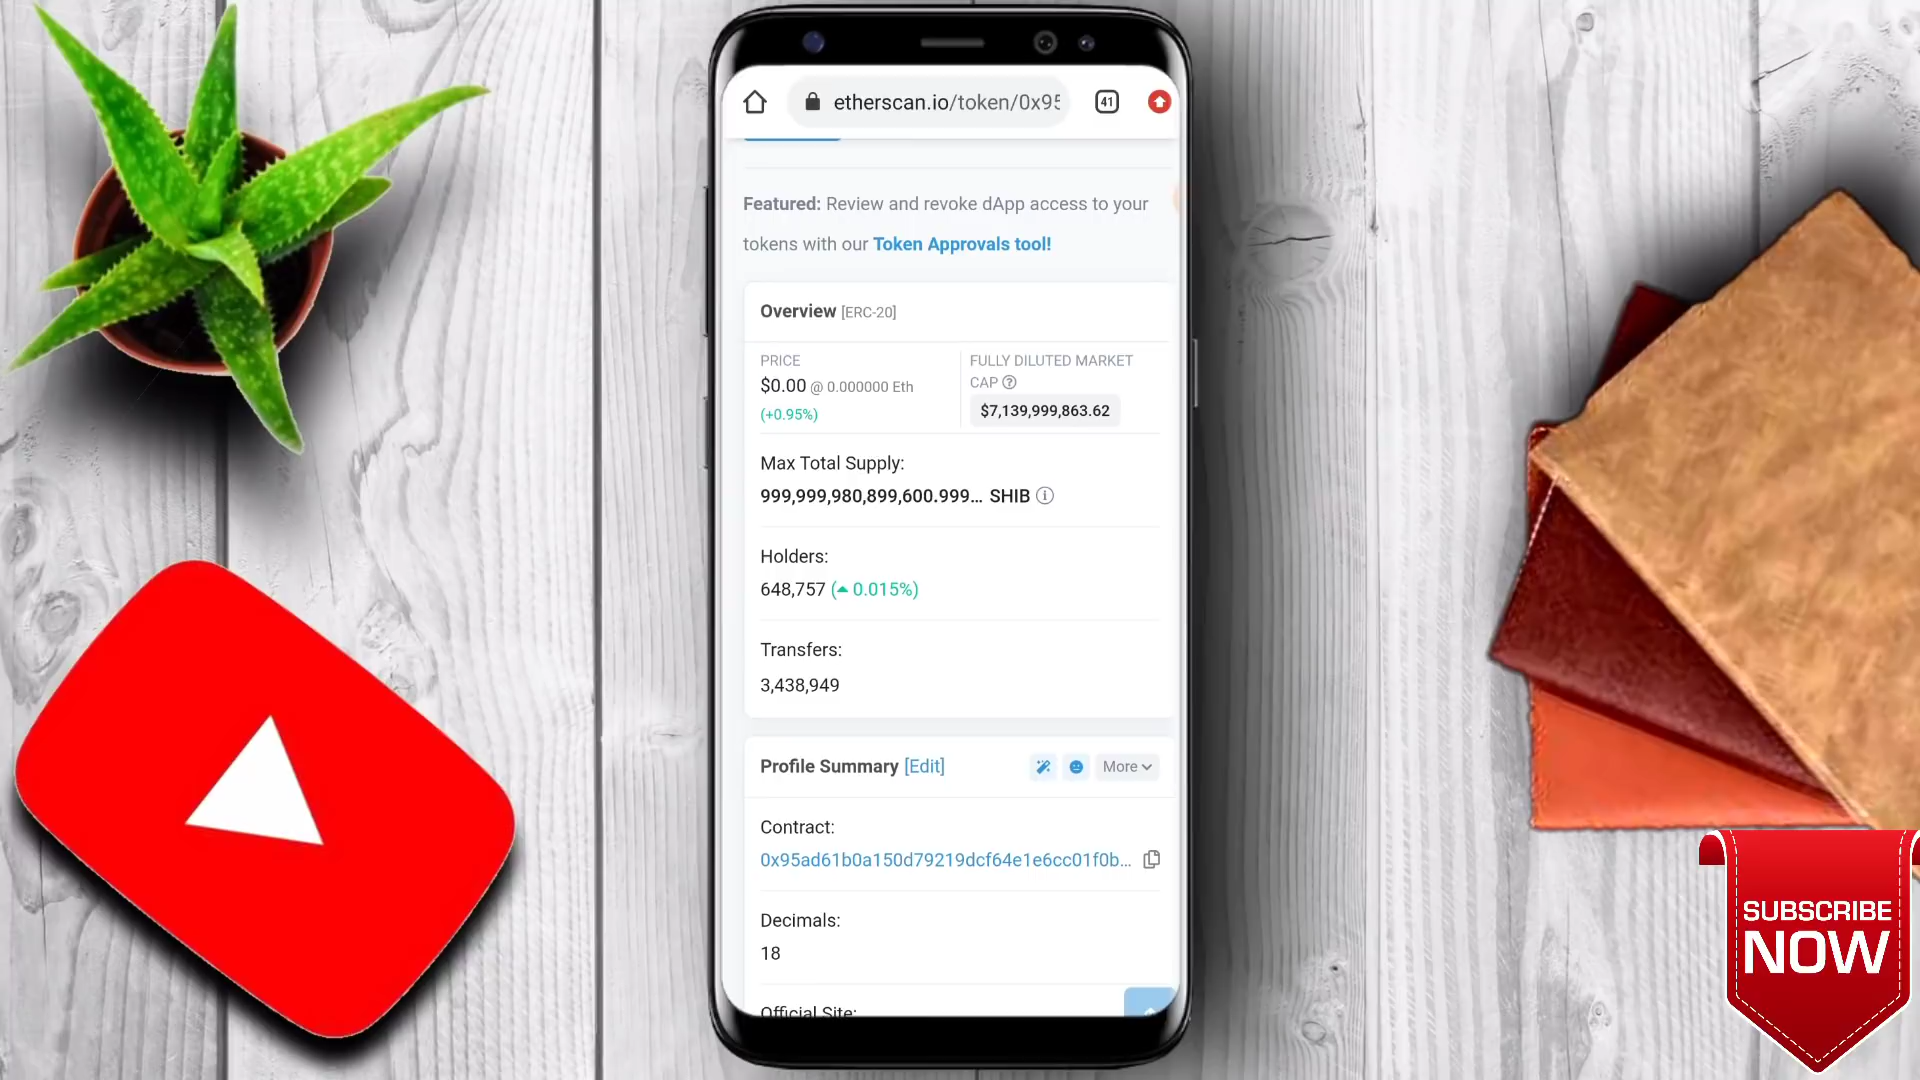 etherscan.io/token/0x95
41
Featured: Review and revoke dApp access to your
tokens with our Token Approvals tool!
Overview [ERC-20]
PRICE
$0.00 @ 0.000000 Eth
(+0.95%)
FULLY DILUTED MARKET
CAP
$7,139,999,863.62
Max Total Supply:
999,999,980,899,600.999... SHIB
Holders:
648,757 (▲ 0.015%)
Transfers:
3,438,949
Profile Summary [Edit]
More
Contract:
0x95ad61b0a150d79219dcf64e1e6cc01f0b...
Decimals:
18
Official Site:
SUBSCRIBE
NOW